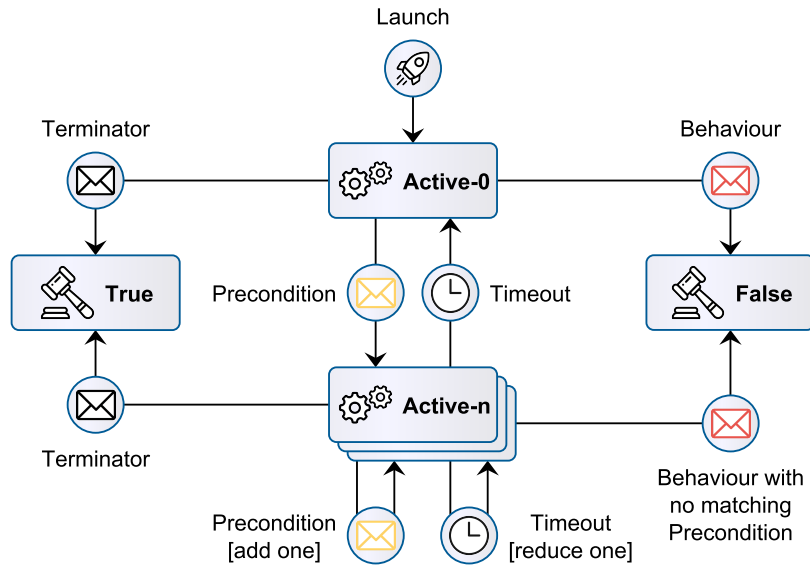 Launch
Terminator
Behaviour
Active-0
True
Precondition
Timeout
False
Active-n
Terminator
Behaviour with
no matching
Precondition
Precondition
[add one]
Timeout
[reduce one]